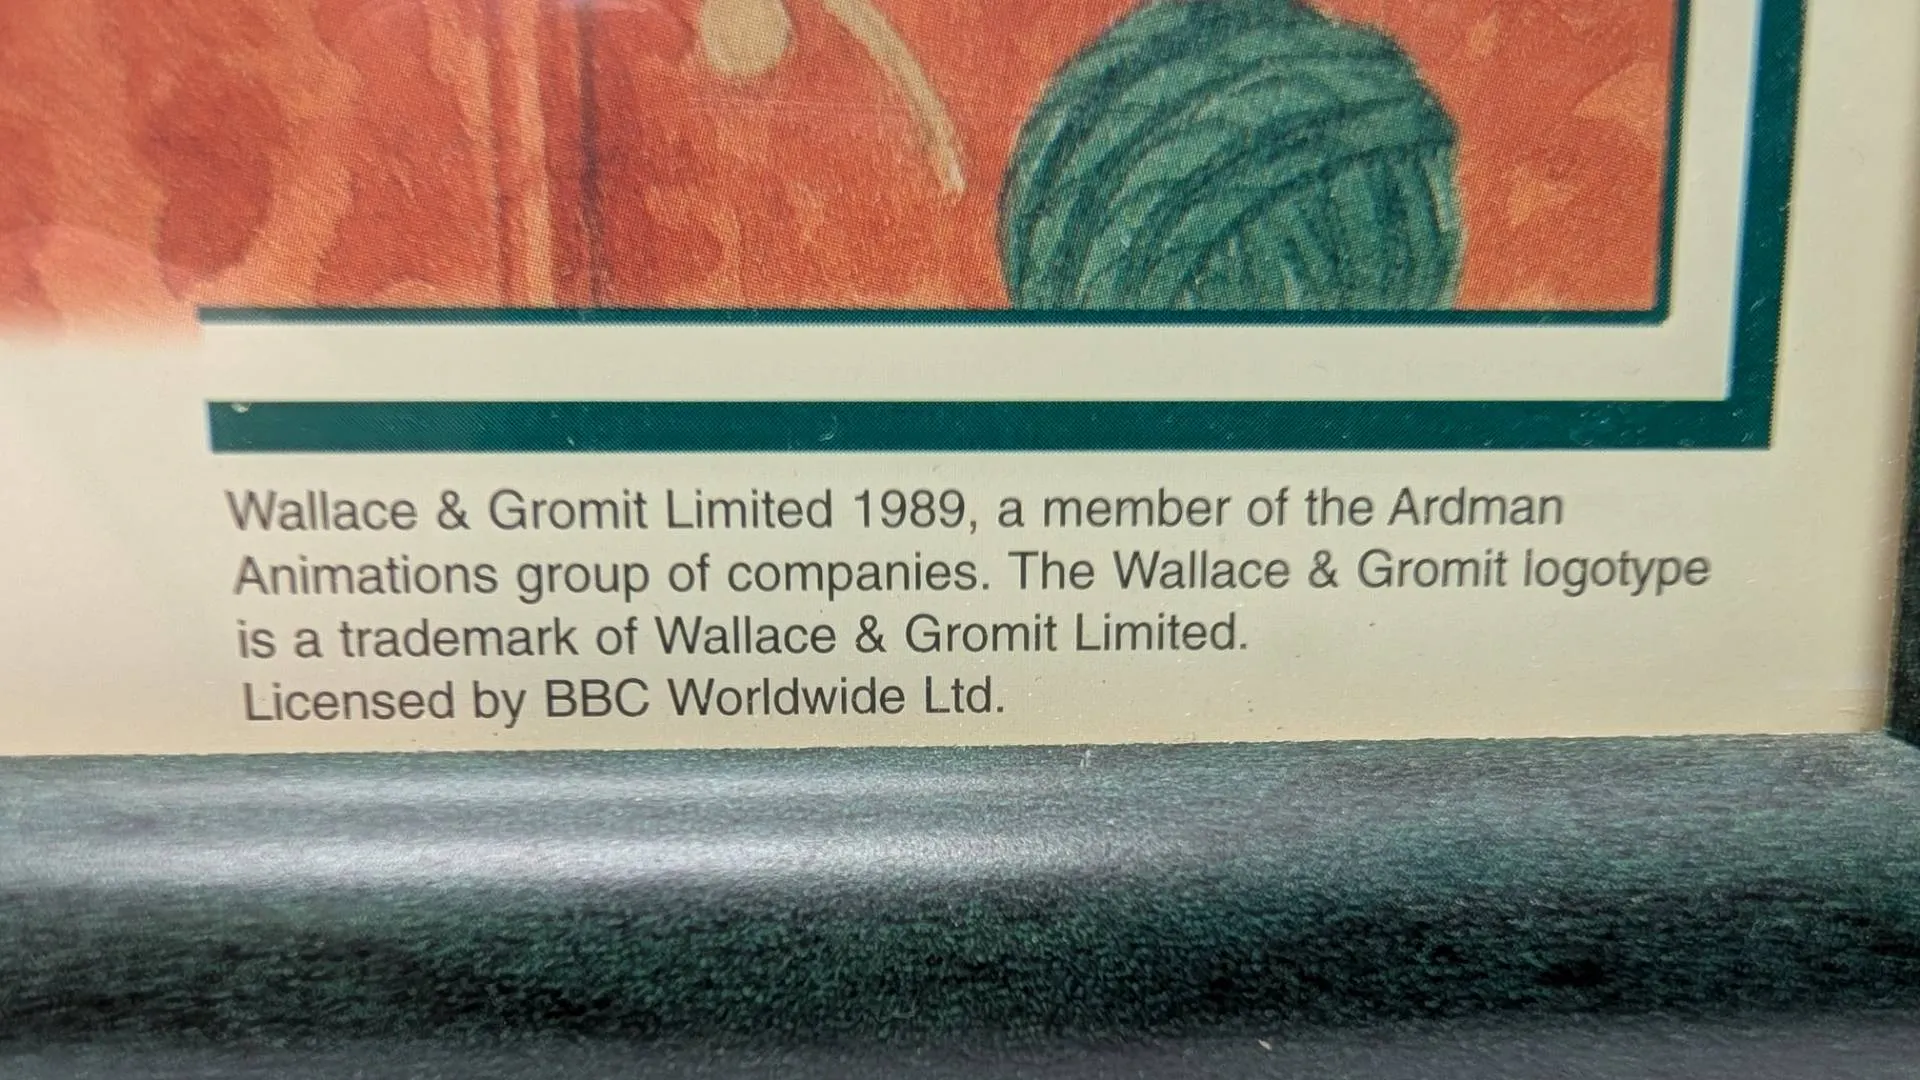 Wallace & Gromit Limited 1989, a member of the Ardman
Animations group of companies. The Wallace & Gromit logotype
is a trademark of Wallace & Gromit Limited.
Licensed by BBC Worldwide Ltd.